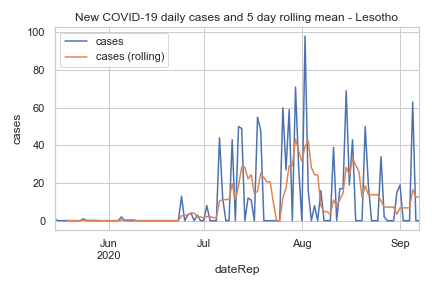 New COVID-19 daily cases and 5 day rolling mean - Lesotho
cases
cases (rolling)
100
80
60
40
20
0
cases
Jun
2020
Jul
Aug
Sep
dateRep